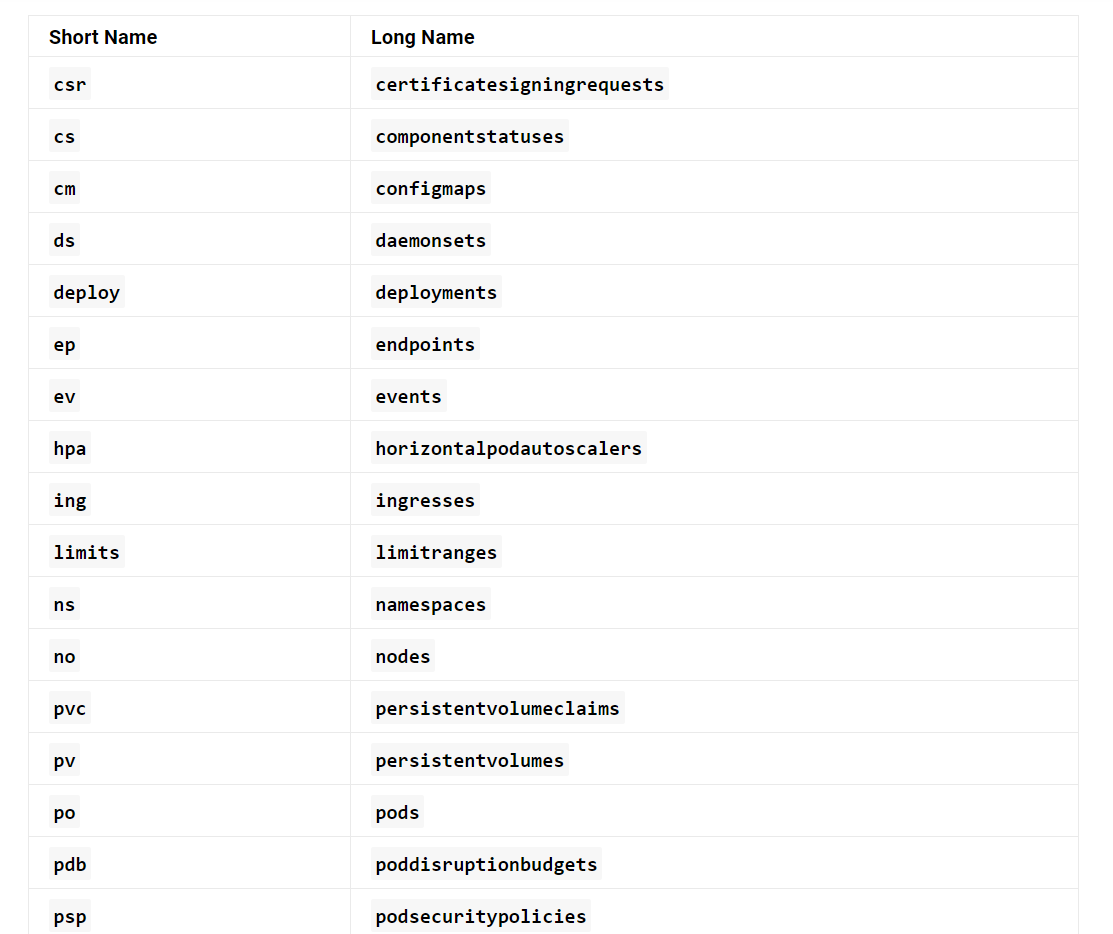 Short Name Long Name
csr certificatesigningrequests
cs componentstatuses
cm configmaps
ds daemonsets
deploy deployments
ep endpoints
ev events
hpa horizontalpodautoscalers
ing ingresses
limits limitranges
ns namespaces
no nodes
pvc persistentvolumeclaims
pv persistentvolumes
po pods
pdb poddisruptionbudgets
psp podsecuritypolicies